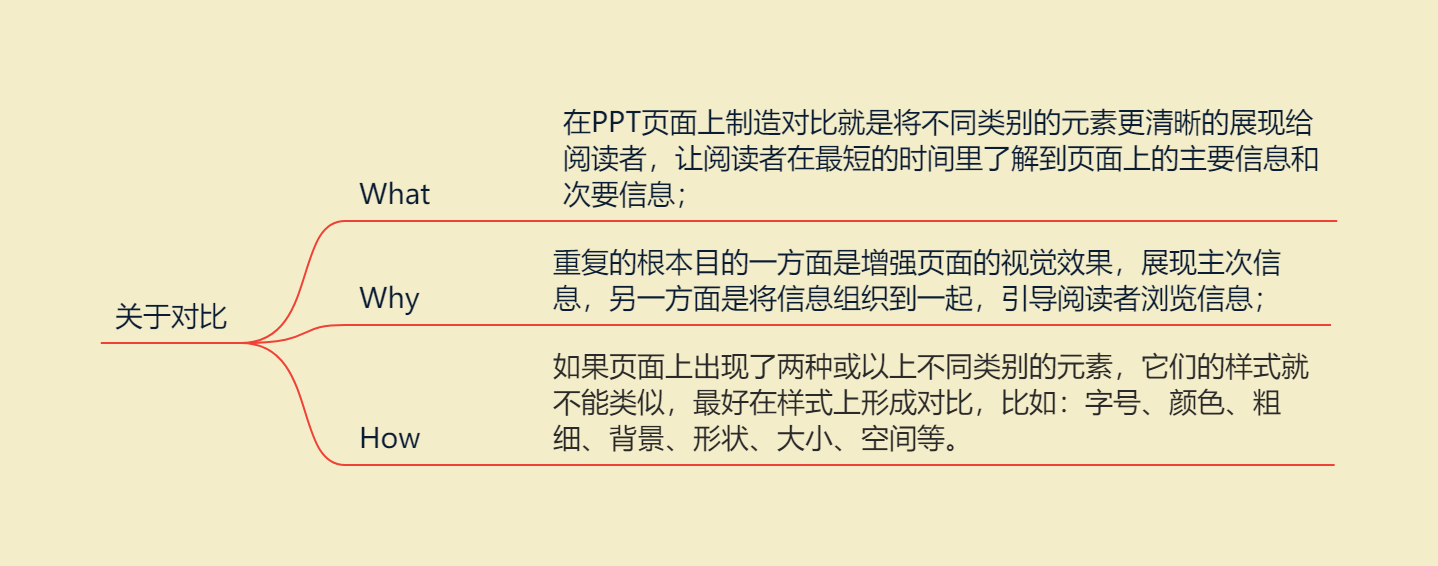 在PPT页面上制造对比就是将不同类别的元素更清晰的展现给
阅读者，让阅读者在最短的时间里了解到页面上的主要信息和
What
次要信息；
重复的根本目的一方面是增强页面的视觉效果，展现主次信
Why
息，另一方面是将信息组织到一起，引导阅读者浏览信息；
关于对比
如果页面上出现了两种或以上不同类别的元素，它们的样式就
不能类似，最好在样式上形成对比，比如：字号、颜色、粗
How
细、背景、形状、大小、空间等。